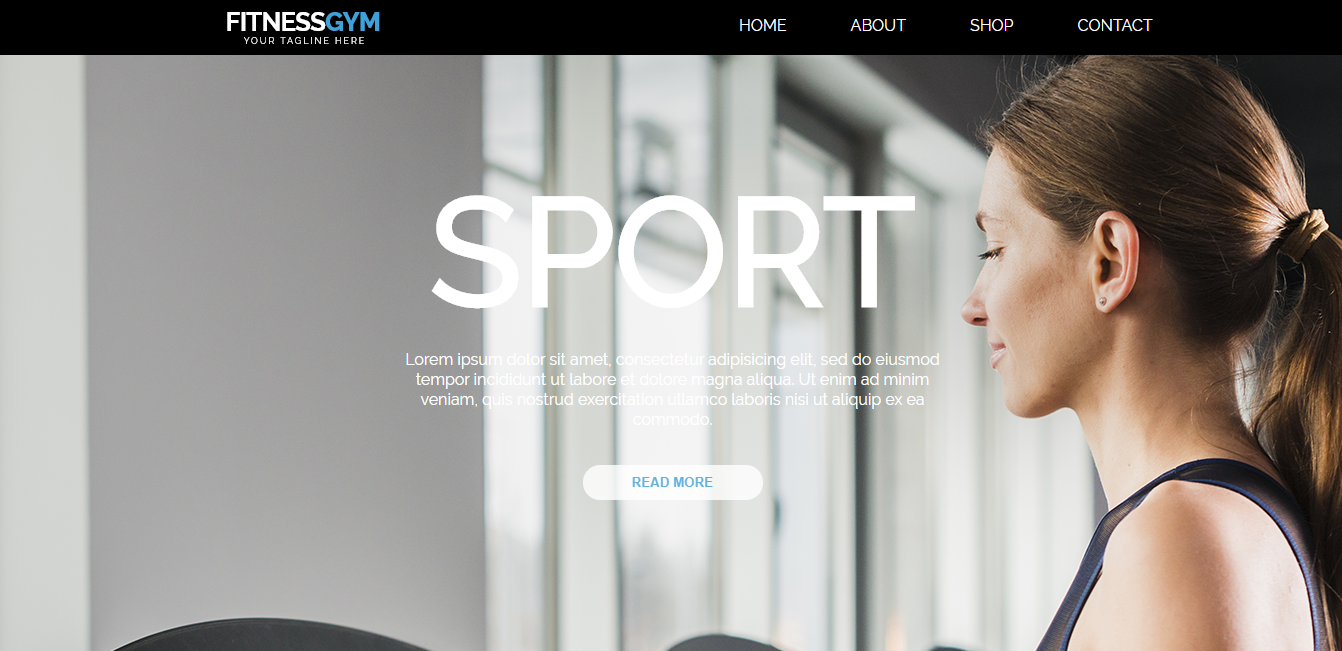 FITNESSGYM
YOUR TAGLINE HERE
HOME ABOUT SHOP CONTACT
SPORT
Lorem ipsum dolor sit amet, consectetur adipisicing elit, sed do eiusmod
tempor incididunt ut labore et dolore magna aliqua. Ut enim ad minim
veniam, quis nostrud exercitation ullamco laboris nisi ut aliquip ex ea
commodo.
READ MORE